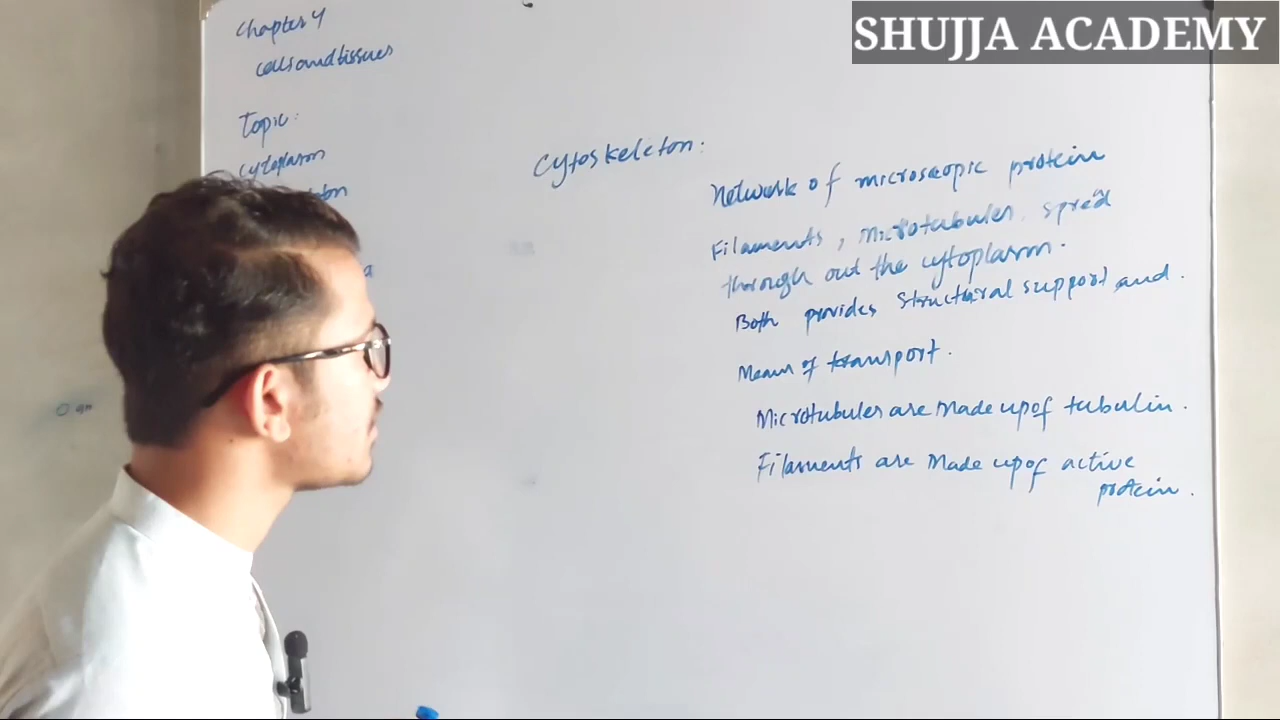 SHUJJA ACADEMY
Chapter 4
cells and tissues
Topic:
cytoplasm
Cytoskeleton:
Network of microscopic protein
Filaments, Microtubules spread
through out the cytoplasm.
Both provides structural support and.
Means of transport.
Microtubules are made up of tubulin.
Filaments are made up of active
protein.